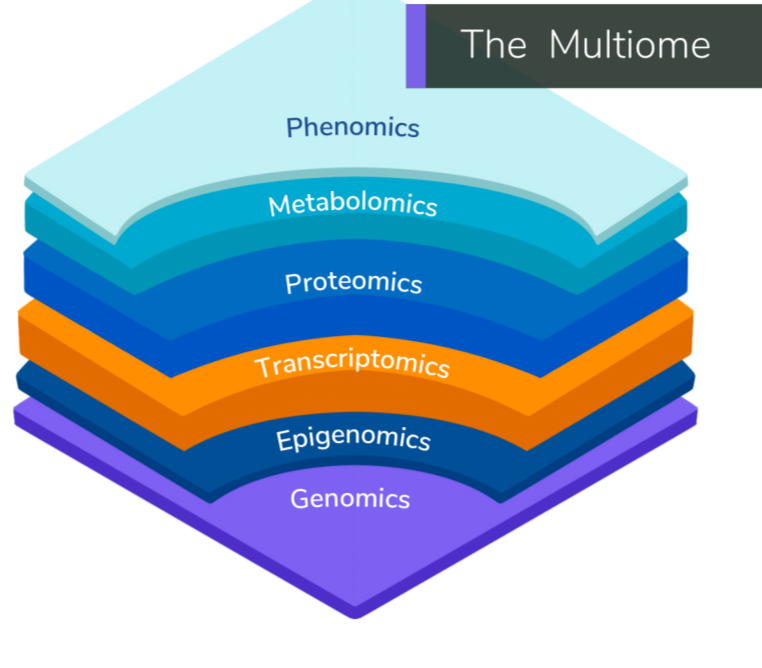 The Multiome
Phenomics
Metabolomics
Proteomics
Transcriptomics
Epigenomics
Genomics